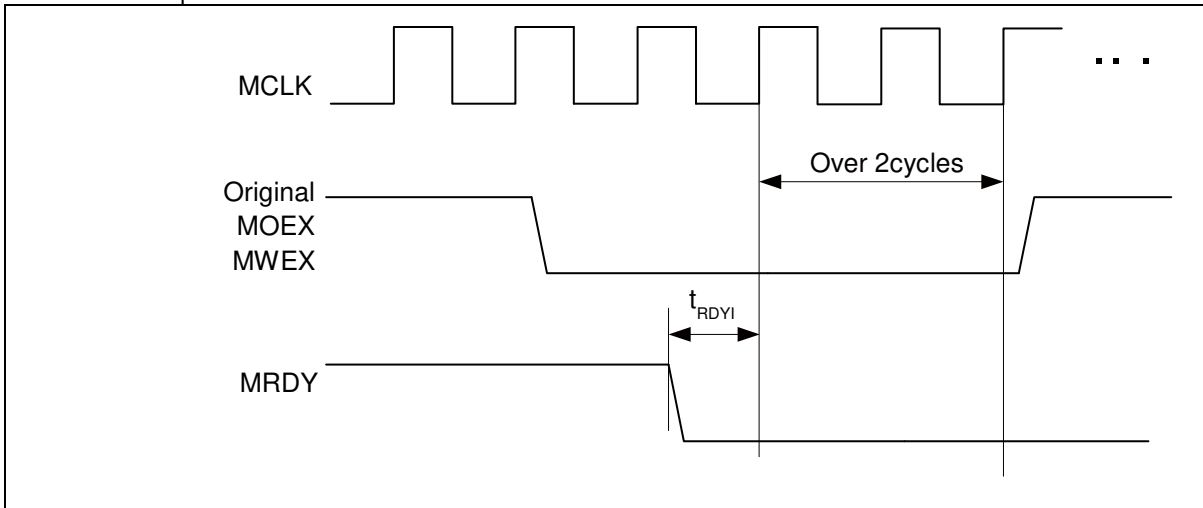 MCLK
Over 2cycles
Original
MOEX
MWEX
tRDYI
MRDY